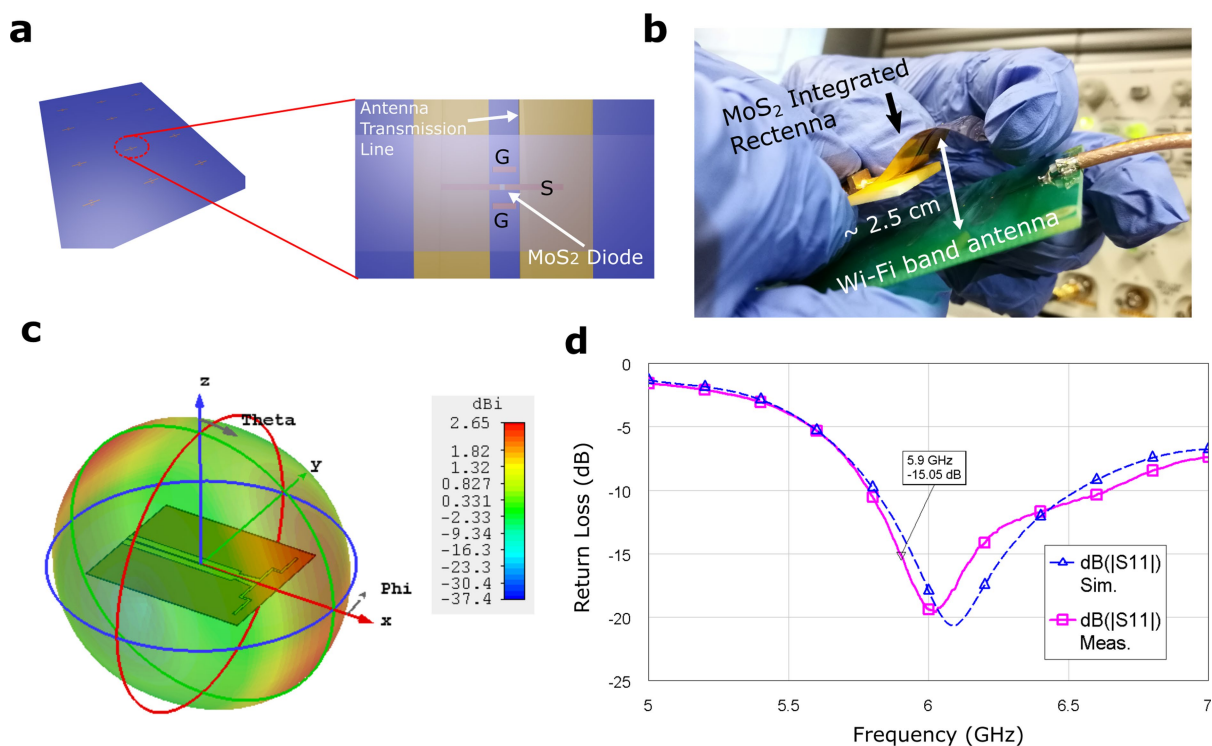 a
Antenna
Transmission
Line
G
S
G
MoS₂ Diode
b
MoS₂ Integrated
Rectenna
~ 2.5 cm
Wi-Fi band antenna
c
z
Theta
y
Phi
x
dBi
2.65
1.82
1.32
0.827
0.331
-2.33
-9.34
-16.3
-23.3
-30.4
-37.4
d
Return Loss (dB)
0
-5
-10
-15
-20
-25
5.9 GHz
-15.05 dB
dB(|S11|)
Sim.
dB(|S11|)
Meas.
5
5.5
6
6.5
7
Frequency (GHz)